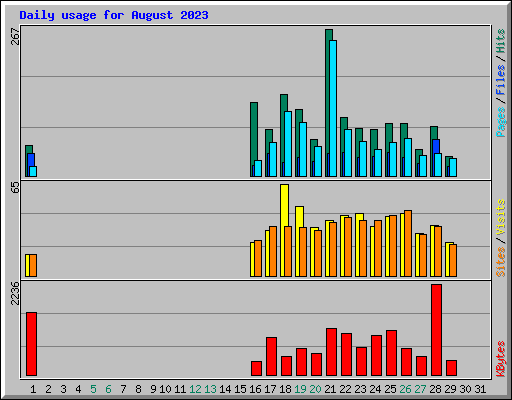 Daily usage for August 2023
267
65
2236
Pages / Files / Hits
Sites / Visits
KBytes
1 2 3 4 5 6 7 8 9 10 11 12 13 14 15 16 17 18 19 20 21 22 23 24 25 26 27 28 29 30 31